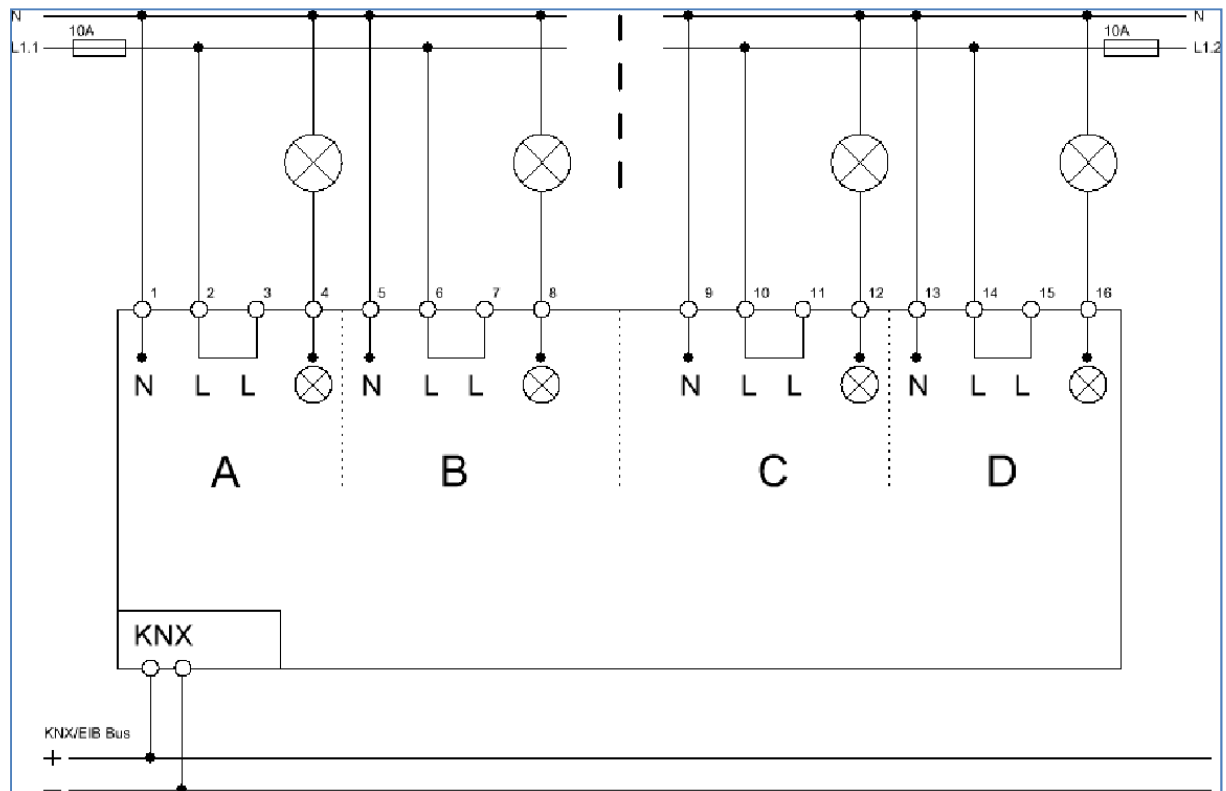 N N
10A 10A
L1.1 L1.2
1 2 3 4 5 6 7 8 9 10 11 12 13 14 15 16
N L L N L L N L L N L L
A B C D
KNX
KNX/EIB Bus
+
–